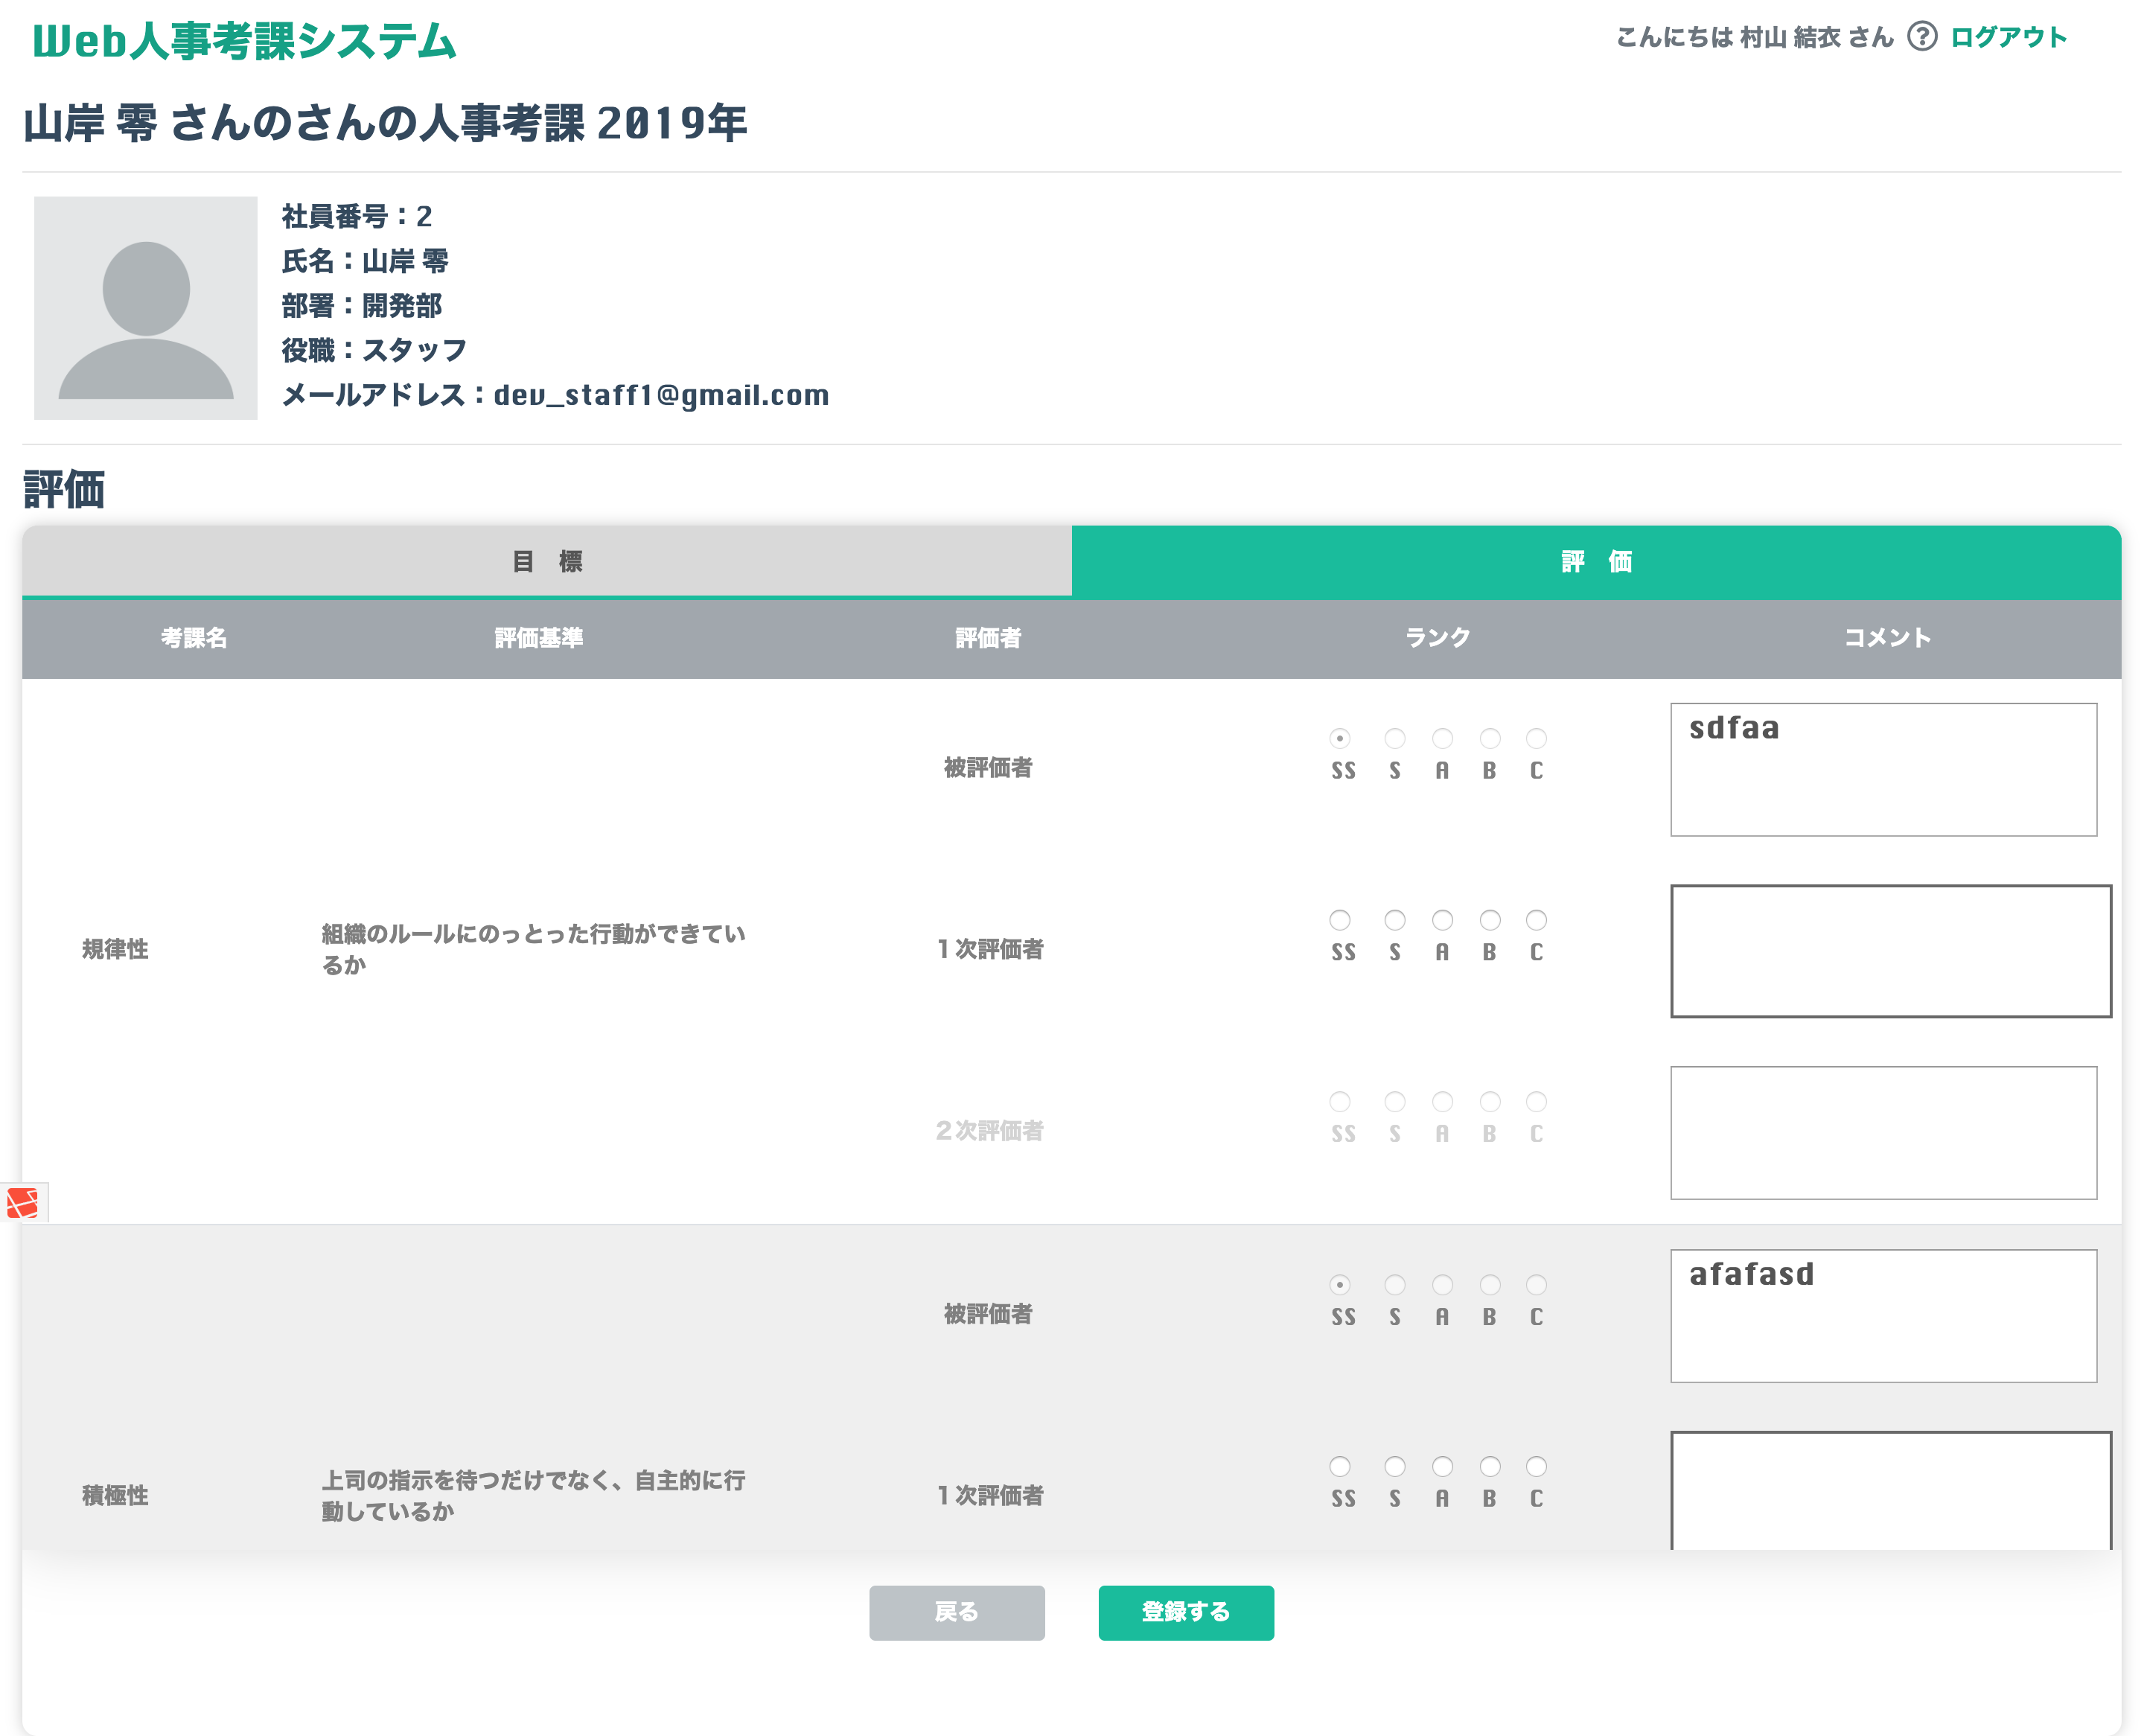 Web人事考課システム
こんにちは 村山 結衣 さん ? ログアウト
山岸 零 さんのさんの人事考課 2019年
社員番号：2
氏名：山岸 零
部署：開発部
役職：スタッフ
メールアドレス：dev_staff1@gmail.com
評価
目　標
評　価
考課名 評価基準 評価者 ランク コメント
被評価者
SS S A B C
sdfaa
規律性
組織のルールにのっとった行動ができてい
るか
1次評価者
SS S A B C
2次評価者
SS S A B C
被評価者
SS S A B C
afafasd
積極性
上司の指示を待つだけでなく、自主的に行
動しているか
1次評価者
SS S A B C
戻る
登録する